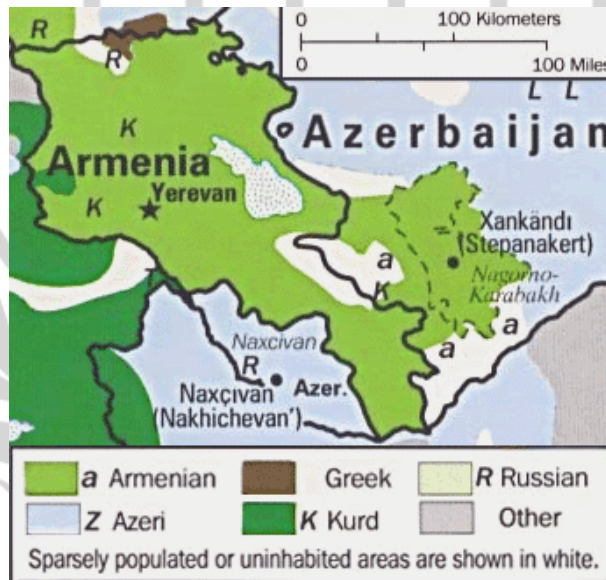 R
0 100 Kilometers
0 100 Miles
R
L L
K
Azerbaijan
Armenia
Yerevan
K
Xankändı
(Stepanakert)
a
Nagorno-
Karabakh
K
a
a
Naxcivan
R
Naxçıvan Azer.
(Nakhichevan')
a Armenian Greek R Russian
Z Azeri K Kurd Other
Sparsely populated or uninhabited areas are shown in white.